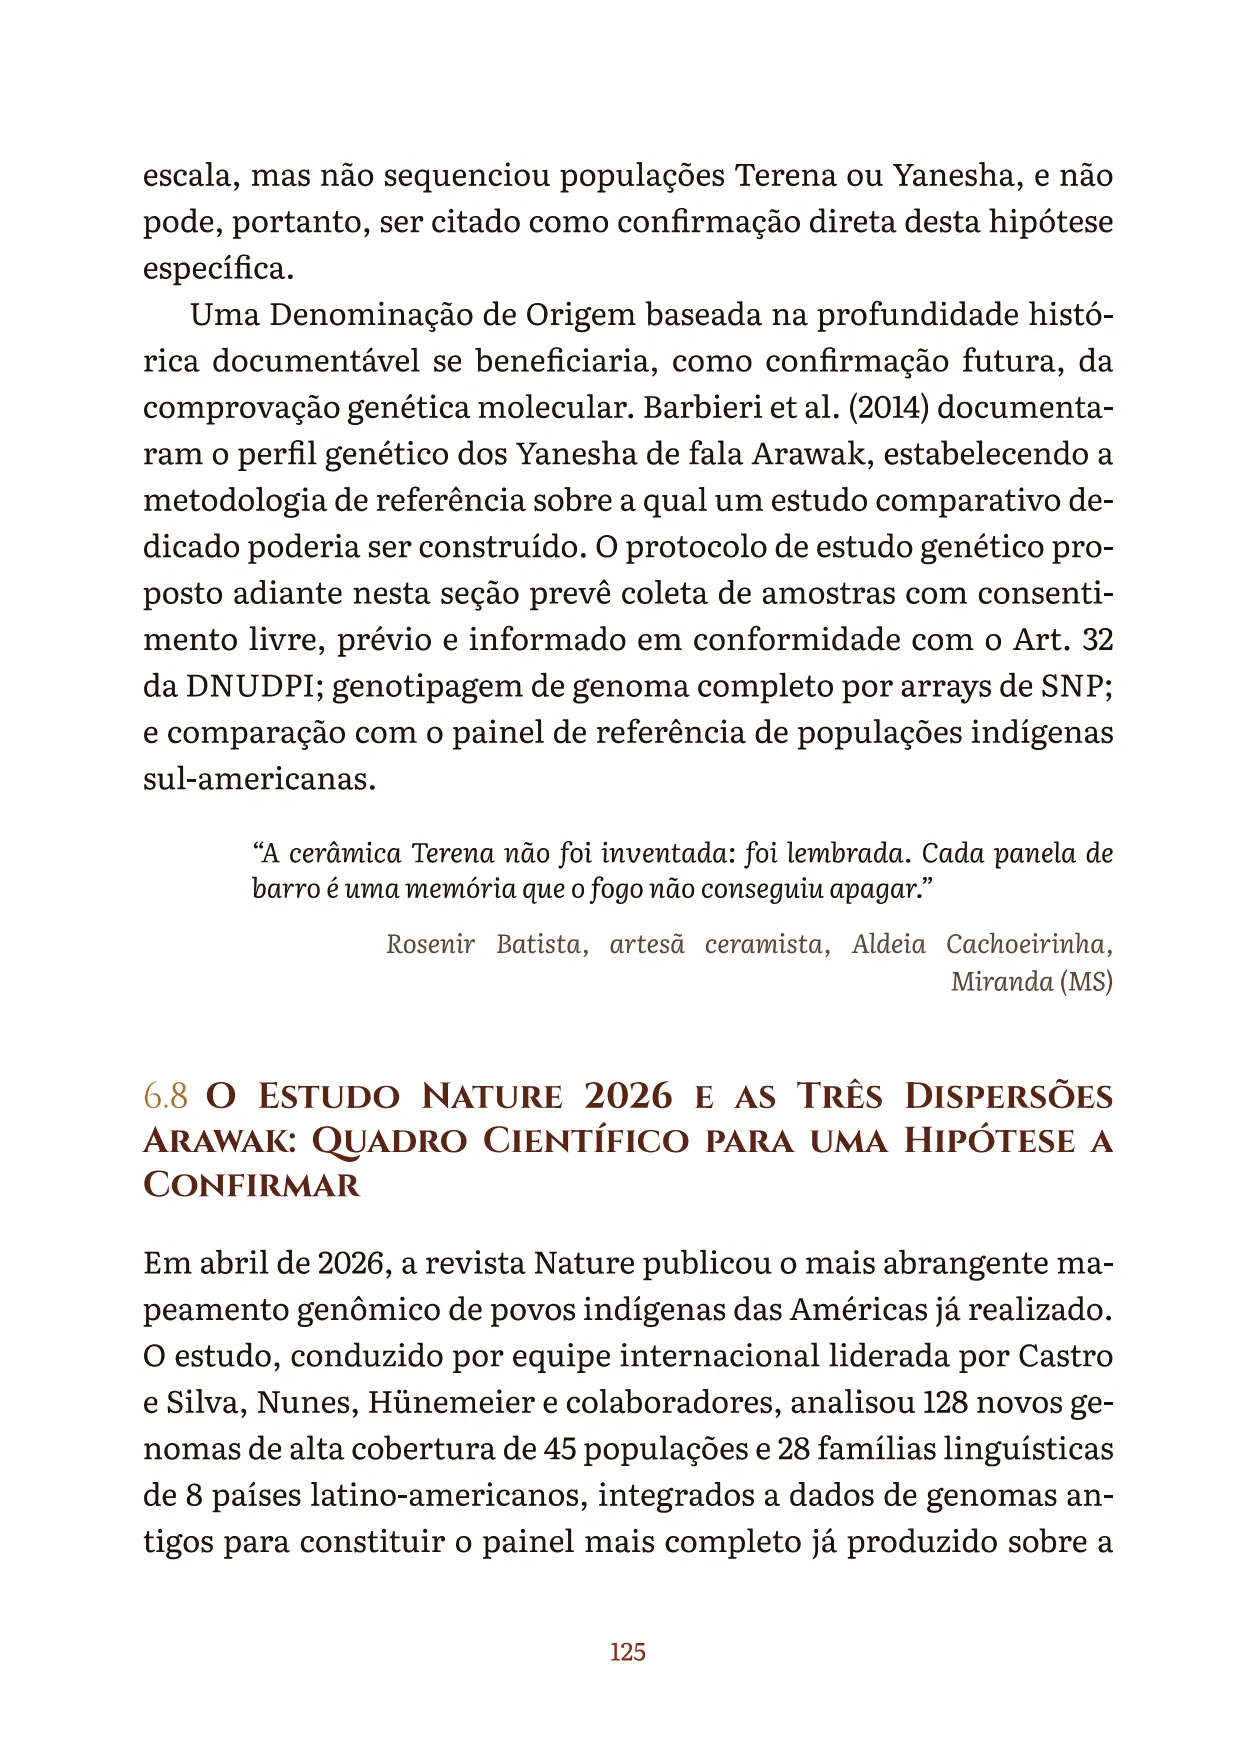 escala, mas não sequenciou populações Terena ou Yanesha, e não
pode, portanto, ser citado como confirmação direta desta hipótese
específica.
Uma Denominação de Origem baseada na profundidade histó-
rica documentável se beneficiaria, como confirmação futura, da
comprovação genética molecular. Barbieri et al. (2014) documenta-
ram o perfil genético dos Yanesha de fala Arawak, estabelecendo a
metodologia de referência sobre a qual um estudo comparativo de-
dicado poderia ser construído. O protocolo de estudo genético pro-
posto adiante nesta seção prevê coleta de amostras com consenti-
mento livre, prévio e informado em conformidade com o Art. 32
da DNUDPI; genotipagem de genoma completo por arrays de SNP;
e comparação com o painel de referência de populações indígenas
sul-americanas.
“A cerâmica Terena não foi inventada: foi lembrada. Cada panela de
barro é uma memória que o fogo não conseguiu apagar.”
Rosenir Batista, artesã ceramista, Aldeia Cachoeirinha,
Miranda (MS)
6.8 O Estudo Nature 2026 e as Três Dispersões
Arawak: Quadro Científico para uma Hipótese a
Confirmar
Em abril de 2026, a revista Nature publicou o mais abrangente ma-
peamento genômico de povos indígenas das Américas já realizado.
O estudo, conduzido por equipe internacional liderada por Castro
e Silva, Nunes, Hünemeier e colaboradores, analisou 128 novos ge-
nomas de alta cobertura de 45 populações e 28 famílias linguísticas
de 8 países latino-americanos, integrados a dados de genomas an-
tigos para constituir o painel mais completo já produzido sobre a
125